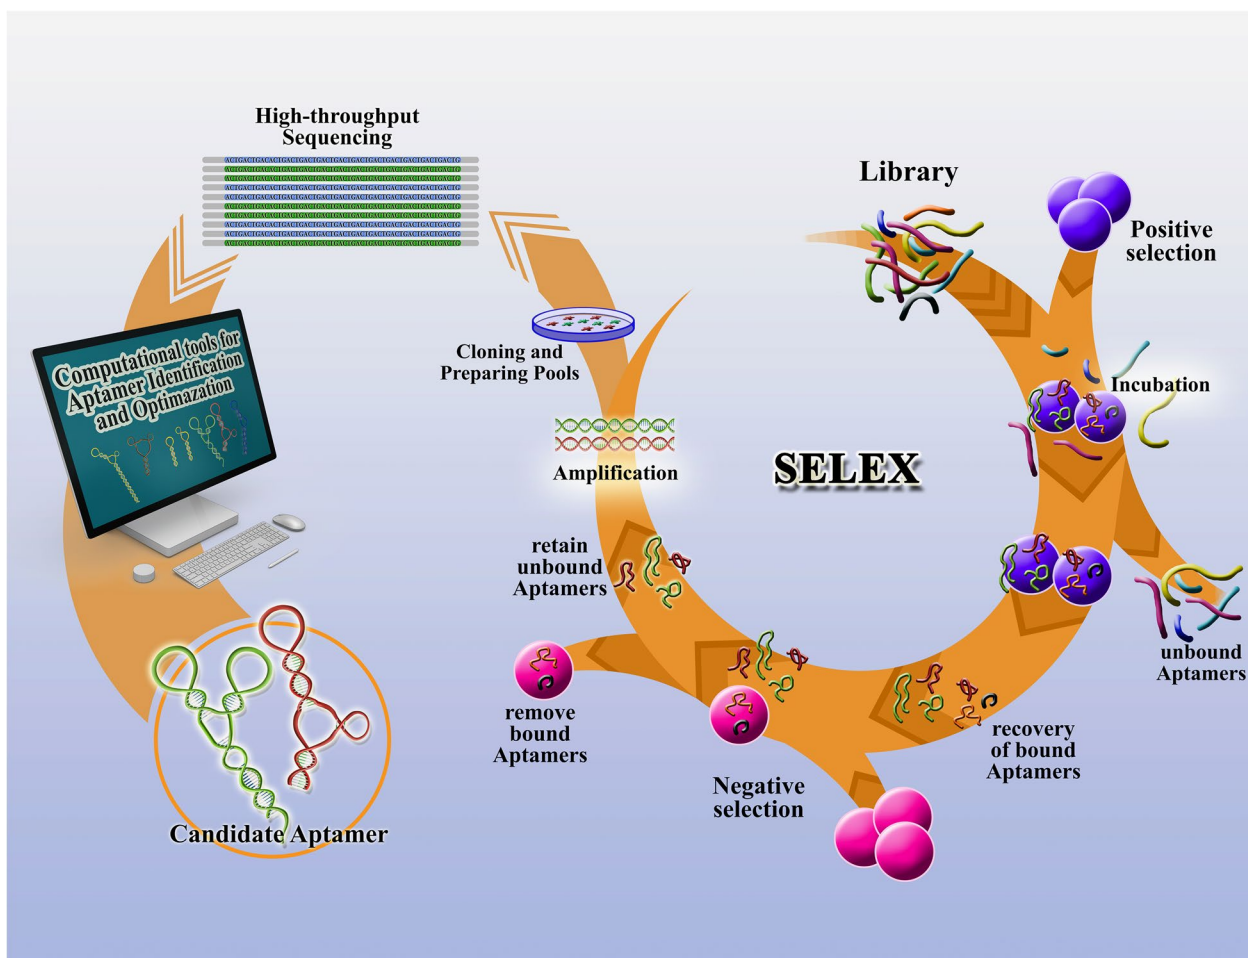 High-throughput
Sequencing
Library
Positive
selection
Incubation
Cloning and
Preparing Pools
Computational tools for
Aptamer Identification
and Optimazation
Amplification
SELEX
retain
unbound
Aptamers
unbound
Aptamers
remove
bound
Aptamers
recovery
of bound
Aptamers
Negative
selection
Candidate Aptamer